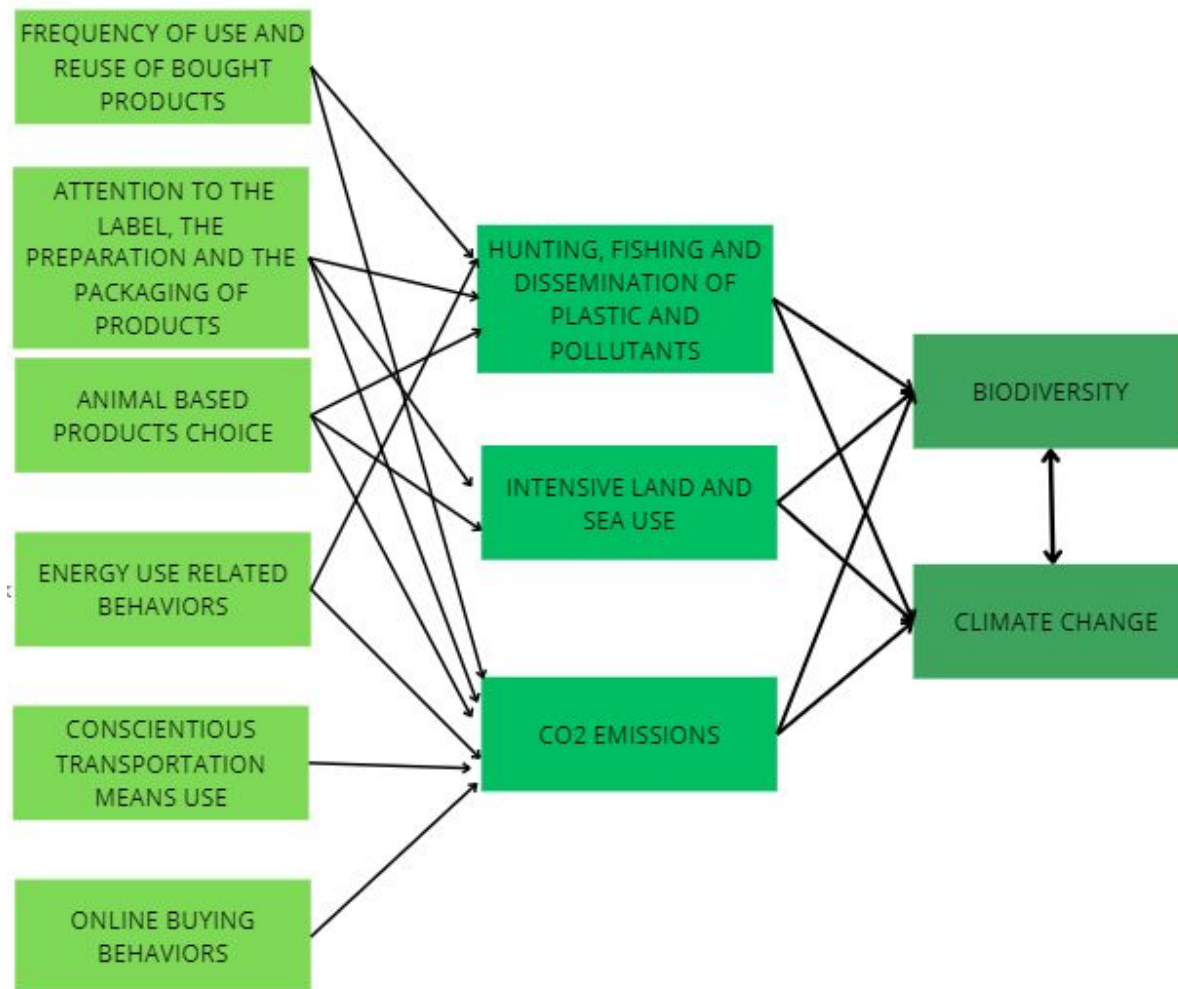 FREQUENCY OF USE AND
REUSE OF BOUGHT
PRODUCTS
ATTENTION TO THE
LABEL, THE
PREPARATION AND THE
PACKAGING OF
PRODUCTS
ANIMAL BASED
PRODUCTS CHOICE
ENERGY USE RELATED
BEHAVIORS
CONSCIENTIOUS
TRANSPORTATION
MEANS USE
ONLINE BUYING
BEHAVIORS
HUNTING, FISHING AND
DISSEMINATION OF
PLASTIC AND
POLLUTANTS
INTENSIVE LAND AND
SEA USE
CO2 EMISSIONS
BIODIVERSITY
CLIMATE CHANGE